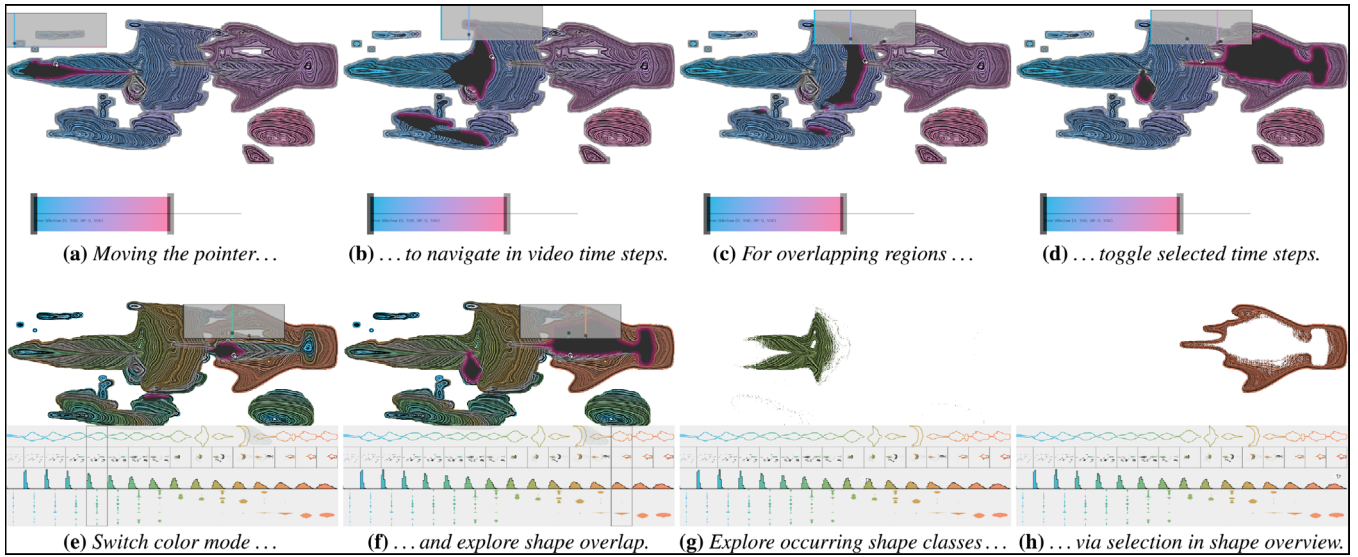 (a) Moving the pointer...
(b) ...to navigate in video time steps.
(c) For overlapping regions ...
(d) ...toggle selected time steps.
(e) Switch color mode ...
(f) ...and explore shape overlap.
(g) Explore occurring shape classes ...
(h) ...via selection in shape overview.